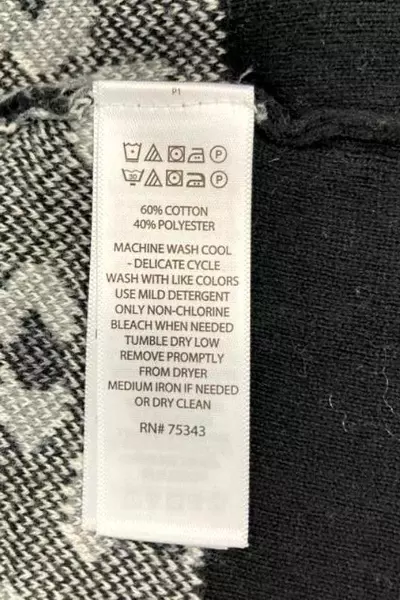 P1
P
30 P
60% COTTON
40% POLYESTER
MACHINE WASH COOL
- DELICATE CYCLE
WASH WITH LIKE COLORS
USE MILD DETERGENT
ONLY NON-CHLORINE
BLEACH WHEN NEEDED
TUMBLE DRY LOW
REMOVE PROMPTLY
FROM DRYER
MEDIUM IRON IF NEEDED
OR DRY CLEAN
RN# 75343